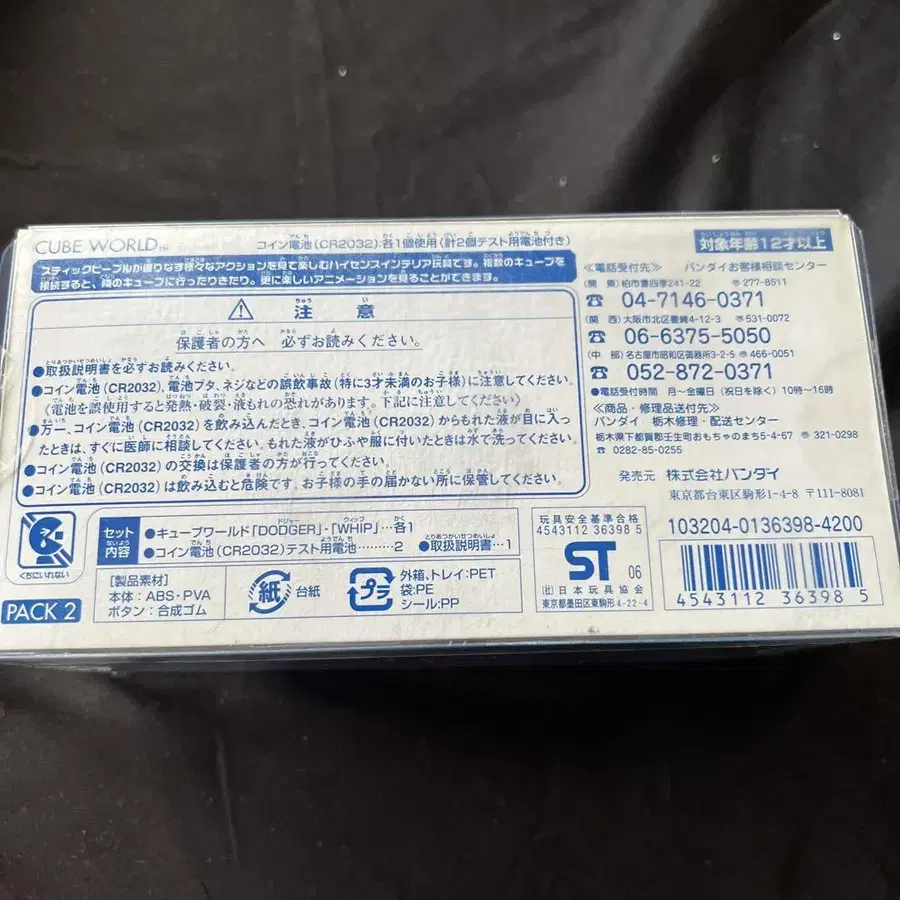 CUBE WORLD™
コイン電池(CR2032):各1個使用(計2個テスト用電池付き)
対象年齢12才以上
スティックピープルが織りなす様々なアクションを見て楽しむハイセンスインテリア玩具です。複数のキューブを
接続すると、隣のキューブに行ったりきたり。更に楽しいアニメーションを見ることができます。
⚠ 注意
保護者の方へ 必ずお読みください。
●取扱説明書を必ずお読みください。
●コイン電池(CR2032)、電池ブタ、ネジなどの誤飲事故(特に3才未満のお子様)に注意してください。
〈電池を誤使用すると発熱・破裂・液もれの恐れがあります。下記に注意してください〉
●万一、コイン電池(CR2032)を飲み込んだとき、コイン電池(CR2032)からもれた液が目に入っ
たときは、すぐに医師に相談してください。もれた液がひふや服に付いたときは水で洗ってください。
●コイン電池(CR2032)の交換は保護者の方が行ってください。
●コイン電池(CR2032)は飲み込むと危険です。お子様の手の届かない所に保管してください。
≪電話受付先≫ バンダイお客様相談センター
(関 東)柏市豊四季241-22 〒277-8511
☎ 04-7146-0371
(関 西)大阪市北区豊崎4-12-3 〒531-0072
☎ 06-6375-5050
(中 部)名古屋市昭和区御器所3-2-5 〒466-0051
☎ 052-872-0371
●電話受付時間 月~金曜日(祝日を除く)10時~16時
≪商品・修理品送付先≫
バンダイ 栃木修理・配送センター
栃木県下都賀郡壬生町おもちゃのまち5-4-67 〒321-0298
☎ 0282-85-0255
発売元 株式会社バンダイ
東京都台東区駒形1-4-8 〒111-8081
くちにいれない
PACK 2
セット内容
●キューブワールド「DODGER」・「WHIP」…各1
●コイン電池(CR2032)テスト用電池………2 ●取扱説明書…1
[製品素材]
本体:ABS・PVA
ボタン:合成ゴム
紙 台紙
プラ
外箱、トレイ:PET
袋:PE
シール:PP
玩具安全基準合格
4543112 36398 5
ST 06
(社)日本玩具協会
東京都墨田区東駒形4-22-4
103204-0136398-4200
4543112 363985